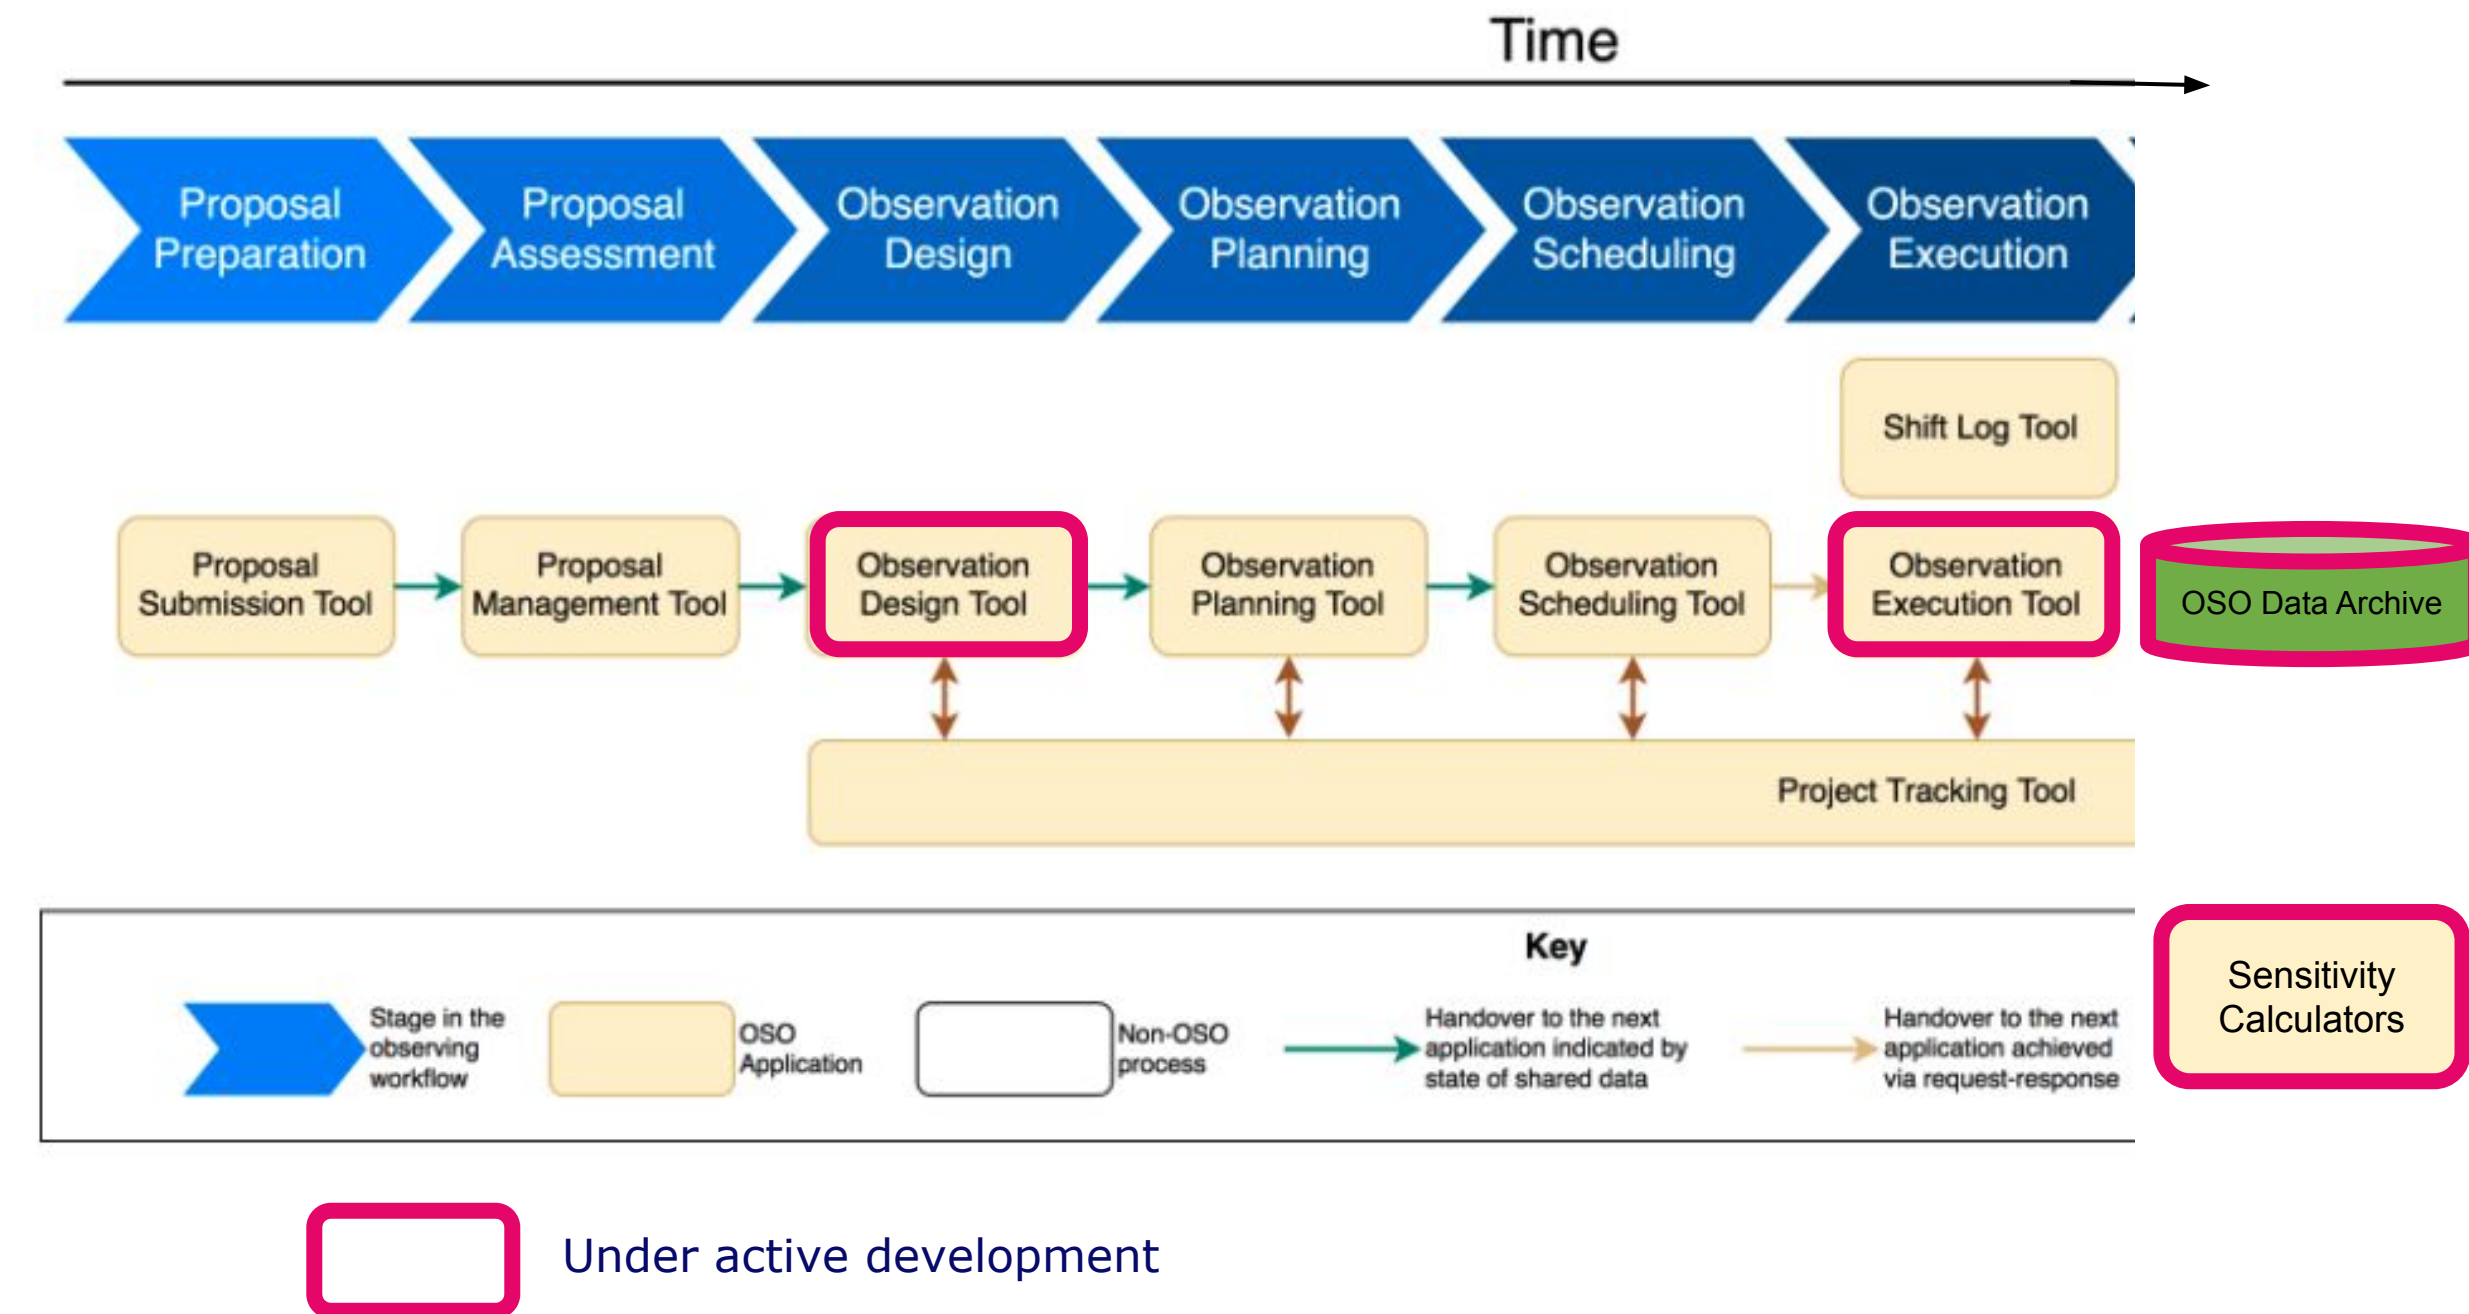 Time
Proposal
Preparation
Proposal
Assessment
Observation
Design
Observation
Planning
Observation
Scheduling
Observation
Execution
Shift Log Tool
Proposal
Submission Tool
Proposal
Management Tool
Observation
Design Tool
Observation
Planning Tool
Observation
Scheduling Tool
Observation
Execution Tool
OSO Data Archive
Project Tracking Tool
Key
Stage in the
observing
workflow
OSO
Application
Non-OSO
process
Handover to the next
application indicated by
state of shared data
Handover to the next
application achieved
via request-response
Sensitivity
Calculators
Under active development